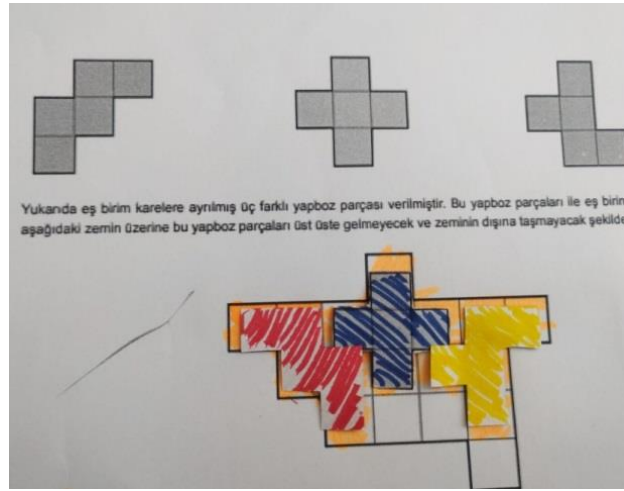 Yukarıda eş birim karelere ayrılmış üç farklı yapboz parçası verilmiştir. Bu yapboz parçaları ile eş birim
aşağıdaki zemin üzerine bu yapboz parçaları üst üste gelmeyecek ve zeminin dışına taşmayacak şekilde